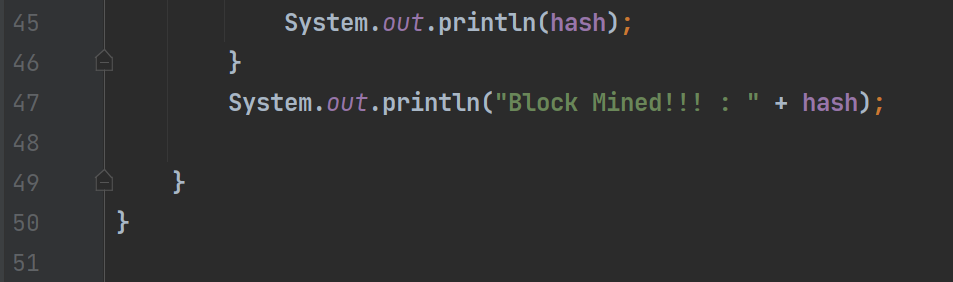 45 System.out.println(hash);
46 }
47 System.out.println("Block Mined!!! : " + hash);
48
49 }
50 }
51